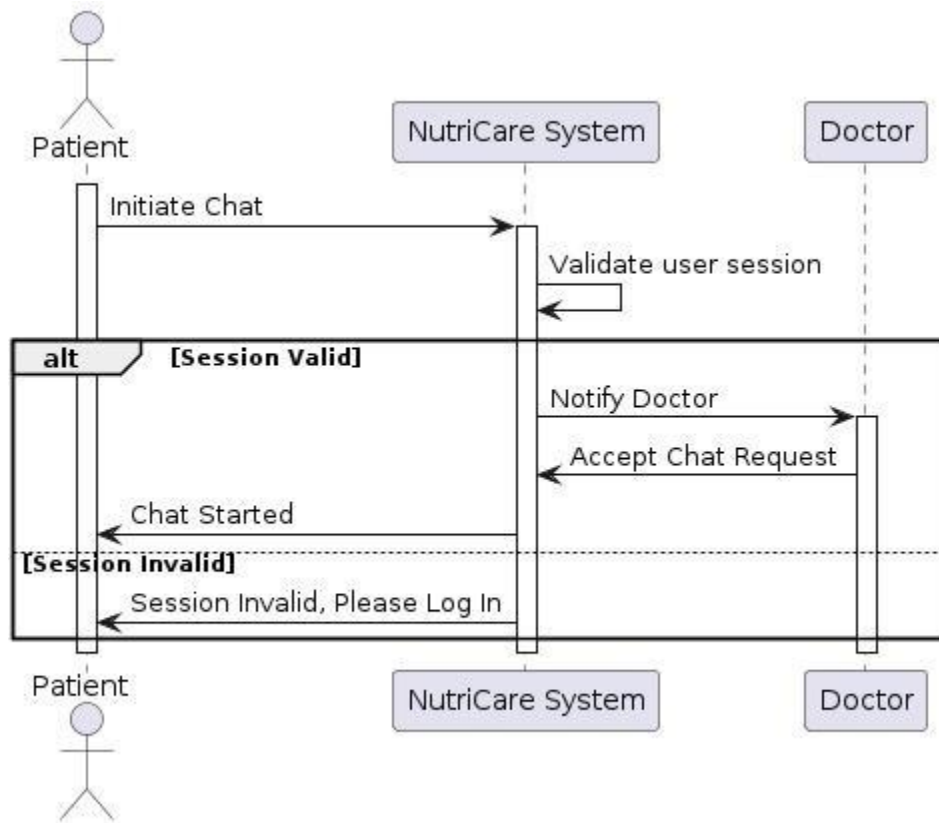 Patient
NutriCare System
Doctor
Initiate Chat
Validate user session
alt
[Session Valid]
Notify Doctor
Accept Chat Request
Chat Started
[Session Invalid]
Session Invalid, Please Log In
Patient
NutriCare System
Doctor